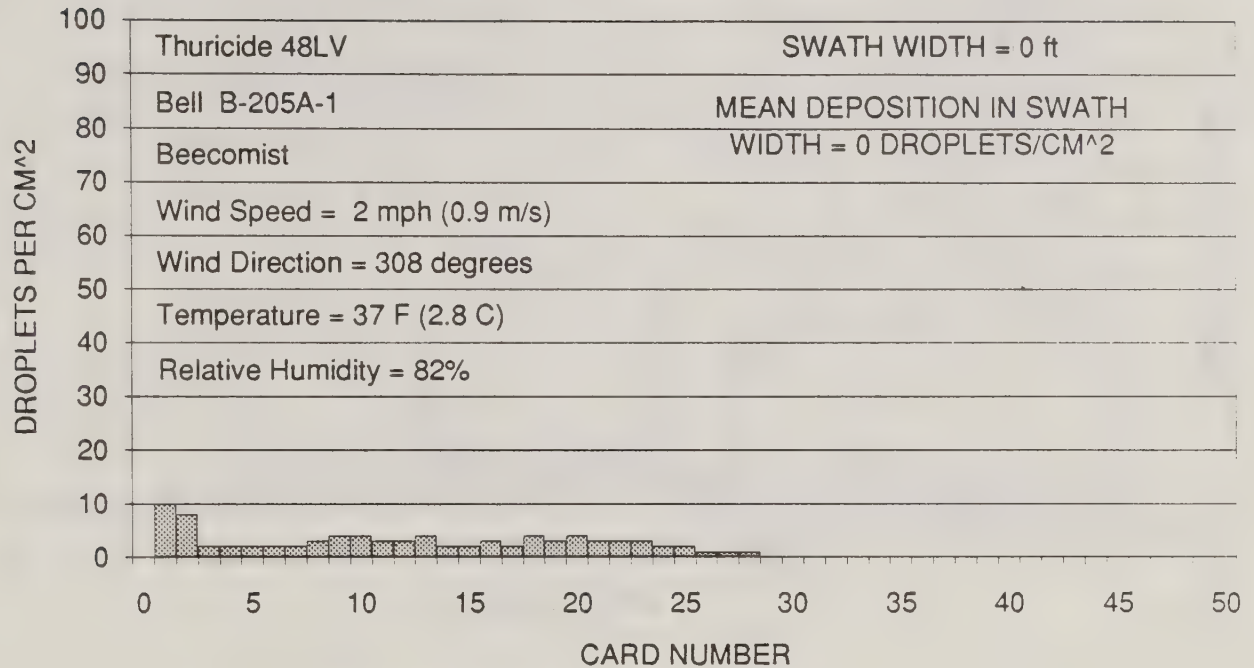 100
90
80
70
60
50
40
30
20
10
0
DROPLETS PER CM^2
Thuricide 48LV
SWATH WIDTH = 0 ft
Bell B-205A-1
MEAN DEPOSITION IN SWATH
WIDTH = 0 DROPLETS/CM^2
Beecomist
Wind Speed = 2 mph (0.9 m/s)
Wind Direction = 308 degrees
Temperature = 37 F (2.8 C)
Relative Humidity = 82%
0 5 10 15 20 25 30 35 40 45 50
CARD NUMBER